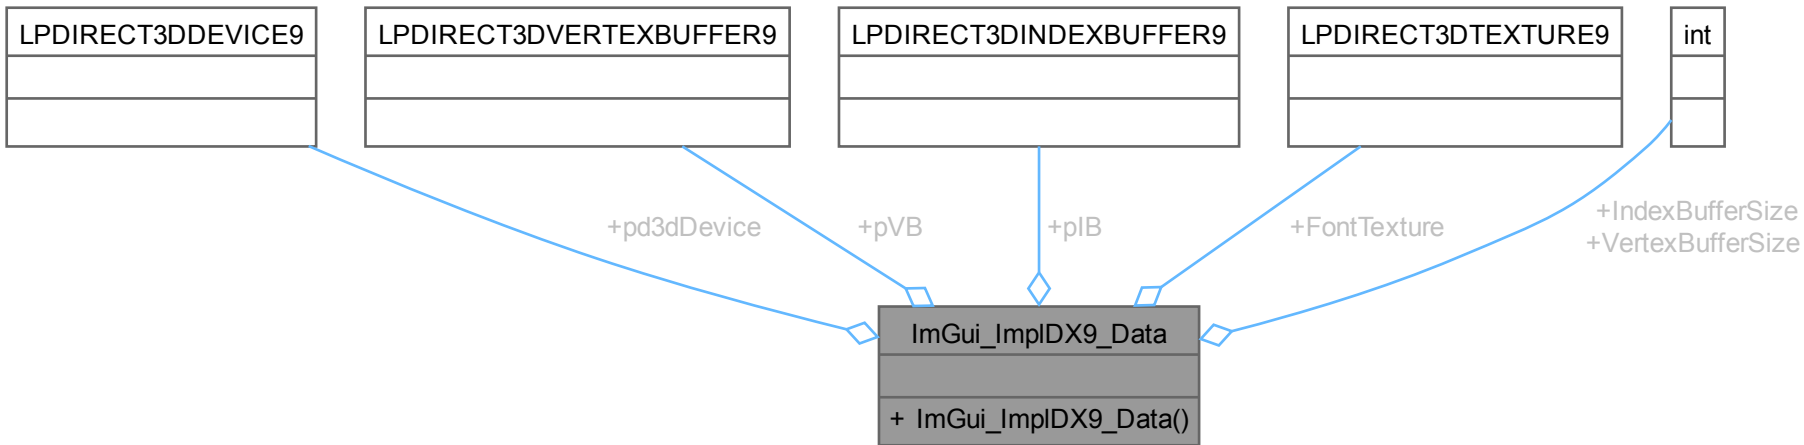 LPDIRECT3DDEVICE9
LPDIRECT3DVERTEXBUFFER9
LPDIRECT3DINDEXBUFFER9
LPDIRECT3DTEXTURE9
int
+pd3dDevice
+pVB
+pIB
+FontTexture
+IndexBufferSize
+VertexBufferSize
ImGui_ImplDX9_Data
+ ImGui_ImplDX9_Data()